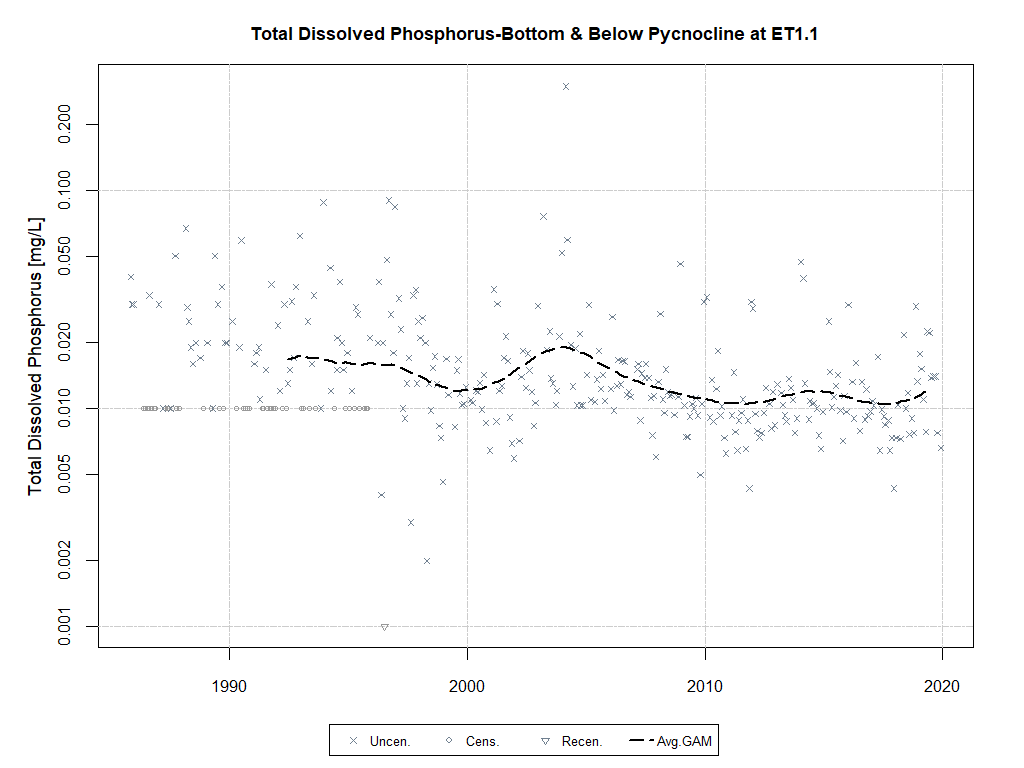 Total Dissolved Phosphorus-Bottom & Below Pycnocline at ET1.1
Total Dissolved Phosphorus [mg/L]
0.200
0.100
0.050
0.020
0.010
0.005
0.002
0.001
1990 2000 2010 2020
Uncen. Cens. Recen. Avg.GAM